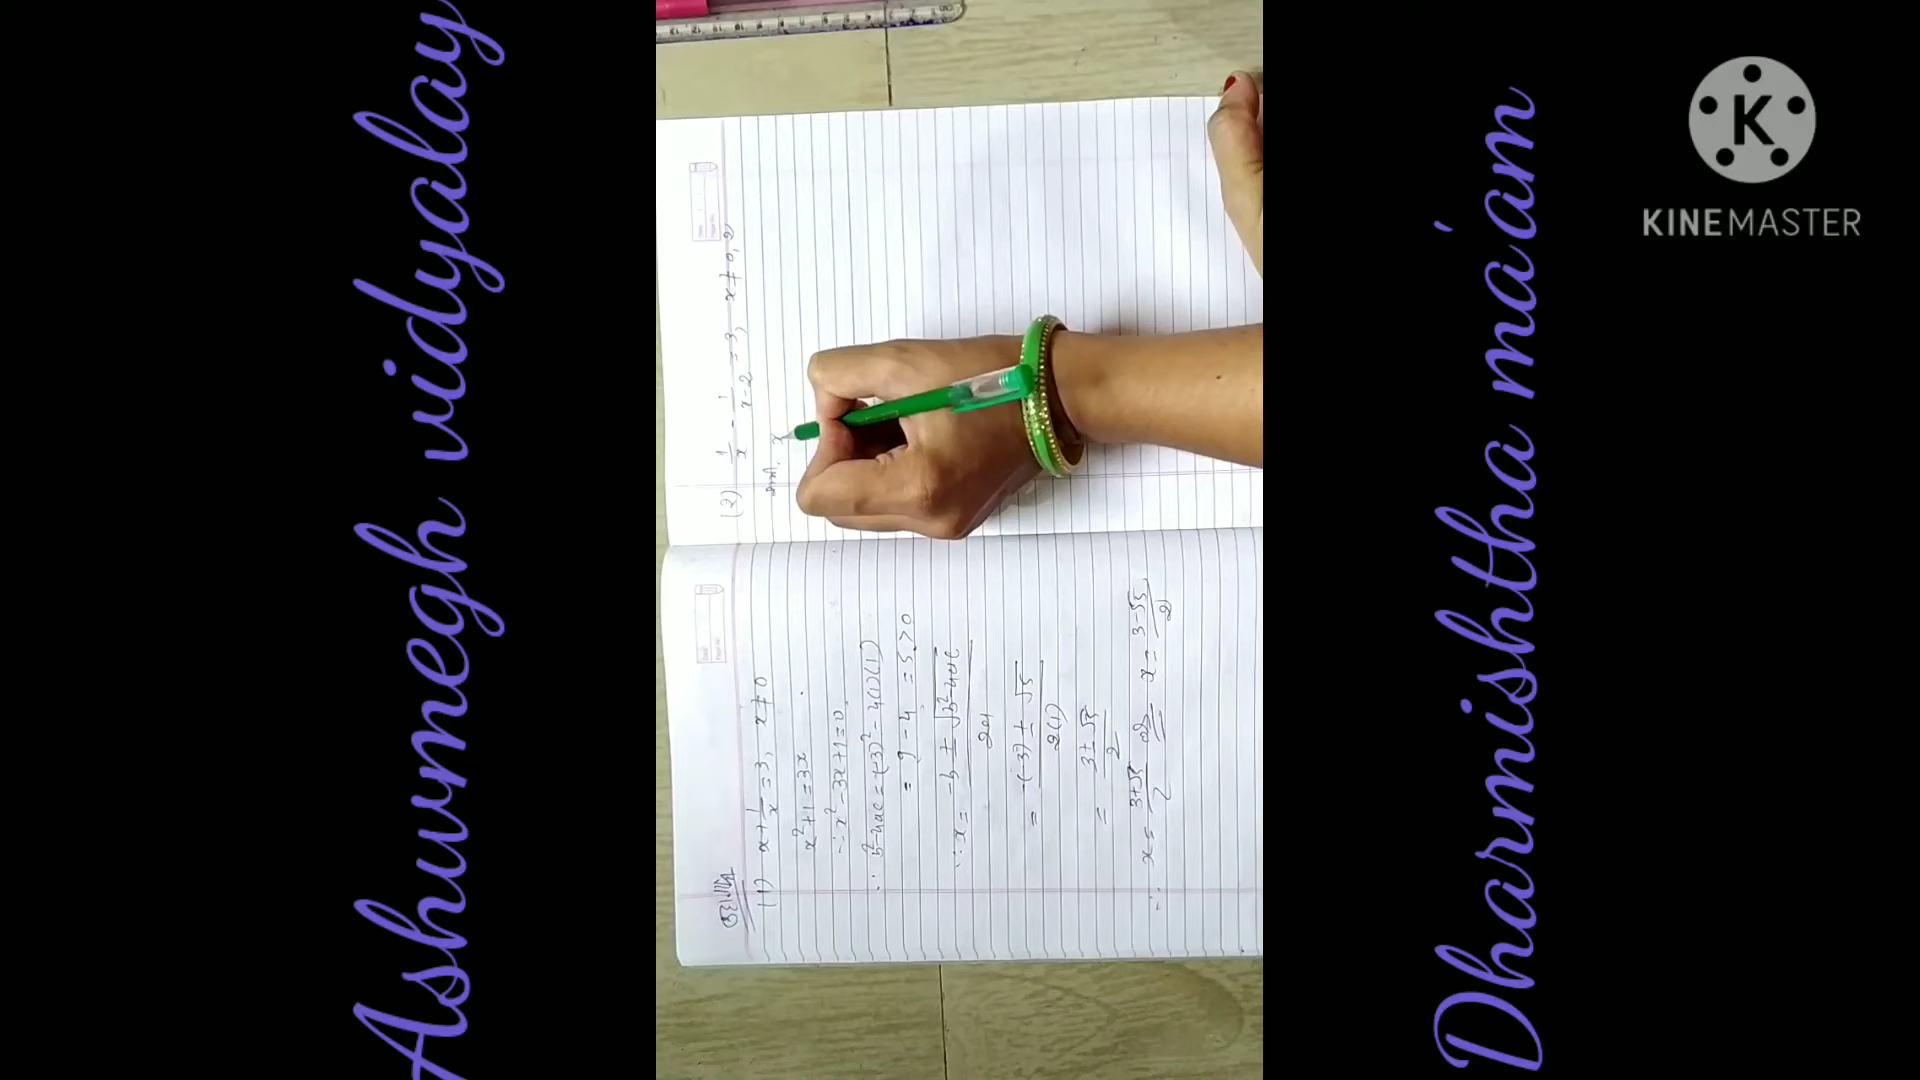 Ashuwmegh vidyalay
(1) x + 1/x = 3, x ≠ 0
x² + 1 = 3x
∴ x² - 3x + 1 = 0
∴ b² - 4ac = (-3)² - 4(1)(1)
= 9 - 4 = 5 > 0
∴ x = (-b ± √(b² - 4ac)) / 2a
= (-(-3) ± √5) / 2(1)
= (3 ± √5) / 2
∴ x = (3 + √5) / 2 or x = (3 - √5) / 2
(2) 1/x - 1/(x - 2) = 3, x ≠ 0, 2
x
Dharmishtha ma'am
K
KINEMASTER